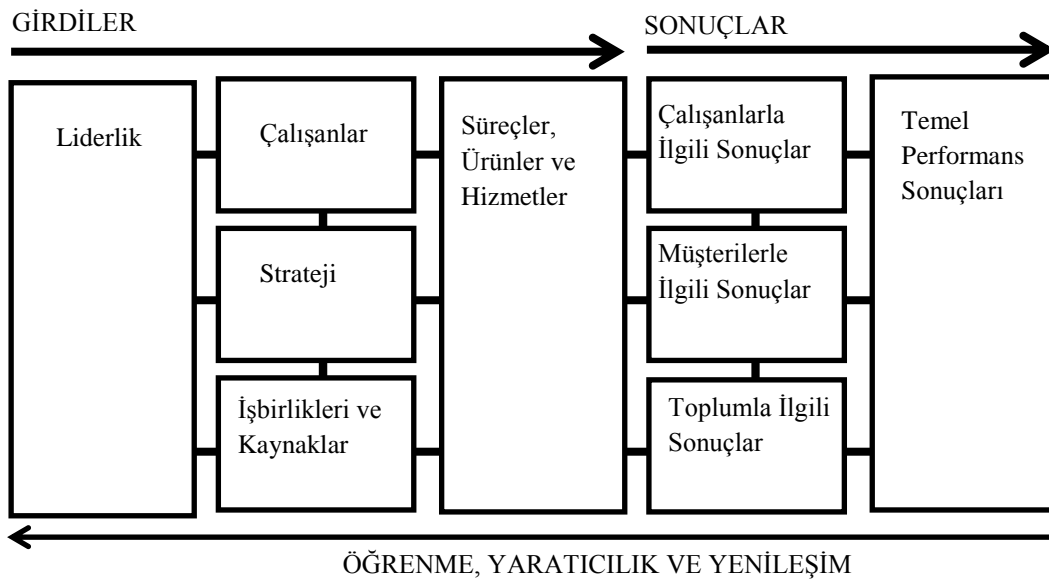 GİRDİLER
SONUÇLAR
Liderlik
Çalışanlar
Strateji
İşbirlikleri ve
Kaynaklar
Süreçler,
Ürünler ve
Hizmetler
Çalışanlarla
İlgili Sonuçlar
Müşterilerle
İlgili Sonuçlar
Toplumla İlgili
Sonuçlar
Temel
Performans
Sonuçları
ÖĞRENME, YARATICILIK VE YENİLEŞİM